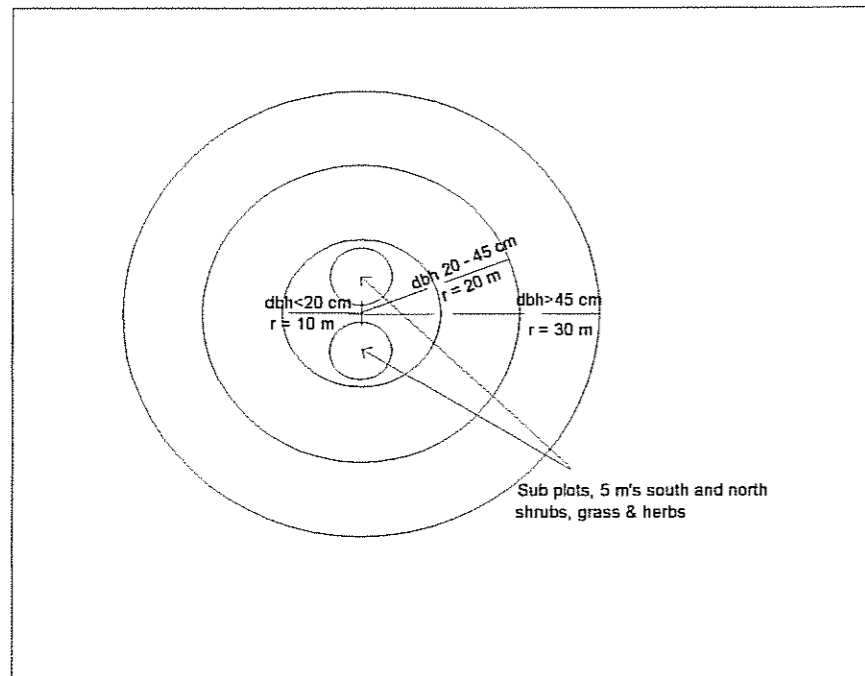 dbh 20 - 45 cm
r = 20 m
dbh<20 cm
r = 10 m
dbh>45 cm
r = 30 m
Sub plots, 5 m's south and north
shrubs, grass & herbs